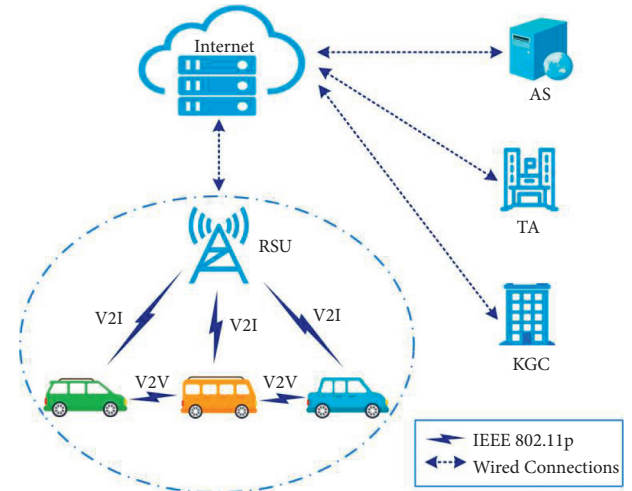 Internet
AS
TA
RSU
V2I
V2I
V2I
KGC
V2V
V2V
IEEE 802.11p
Wired Connections